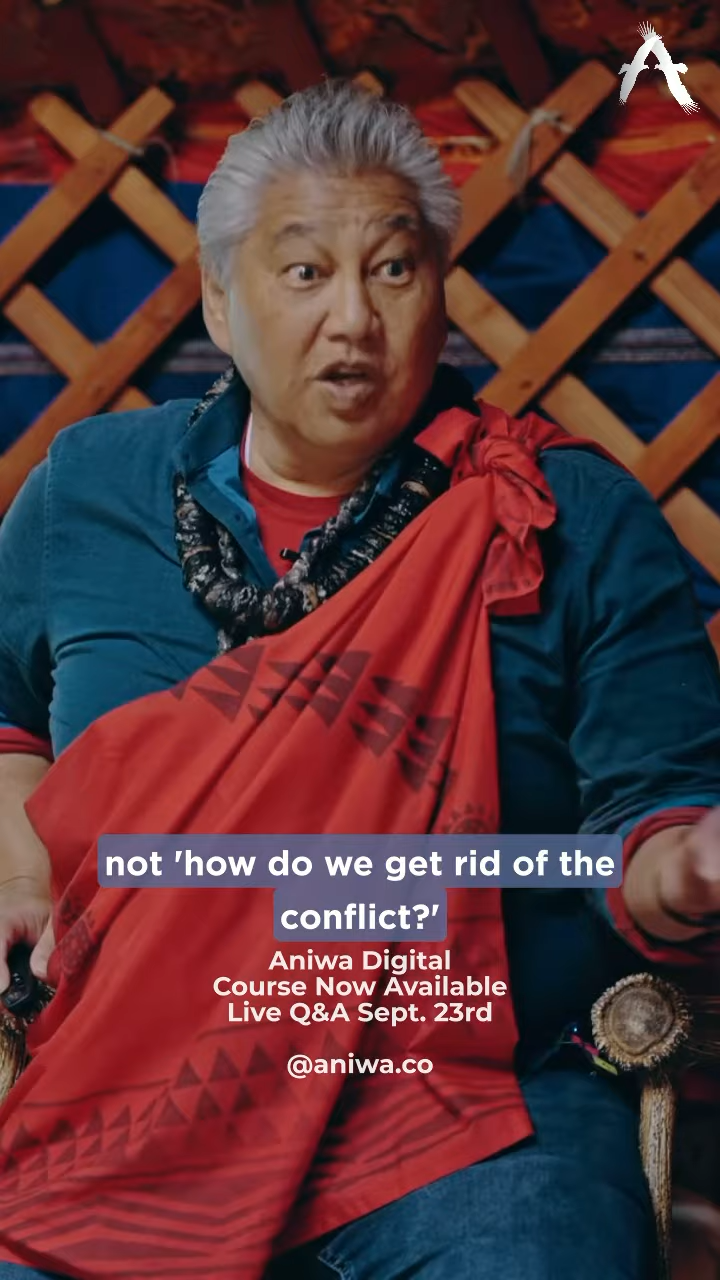 not 'how do we get rid of the
conflict?'
Aniwa Digital
Course Now Available
Live Q&A Sept. 23rd
@aniwa.co